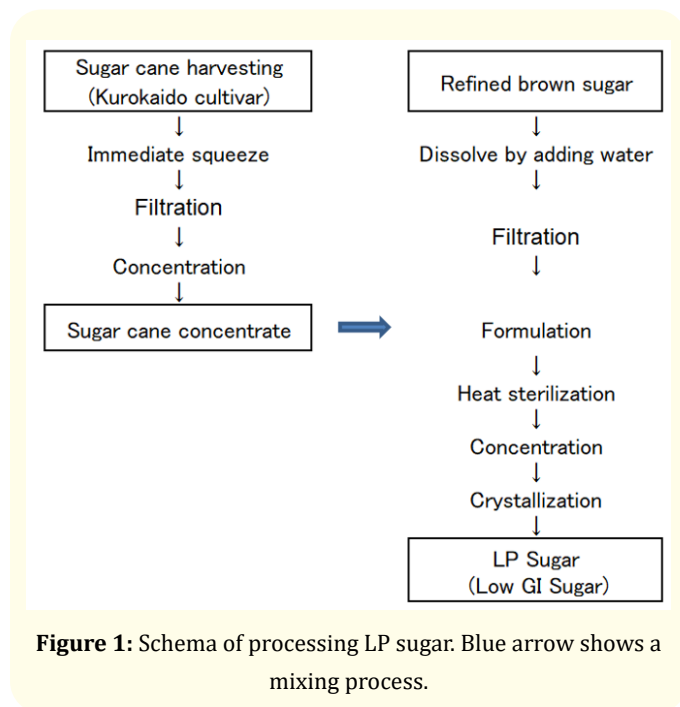 Sugar cane harvesting
(Kurokaido cultivar)
↓
Immediate squeeze
↓
Filtration
↓
Concentration
↓
Sugar cane concentrate
Refined brown sugar
↓
Dissolve by adding water
↓
Filtration
↓
Formulation
↓
Heat sterilization
↓
Concentration
↓
Crystallization
↓
LP Sugar
(Low GI Sugar)
Figure 1: Schema of processing LP sugar. Blue arrow shows a
mixing process.